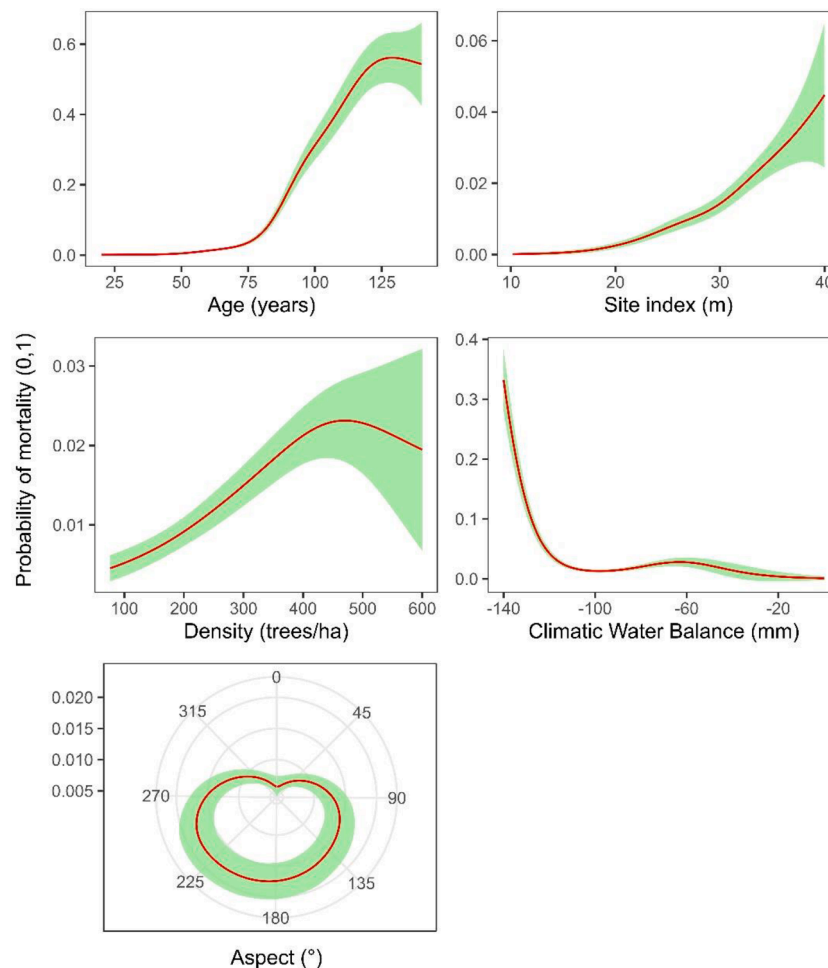 0.6
0.4
0.2
0.0
25 50 75 100 125
Age (years)
0.06
0.04
0.02
0.00
10 20 30 40
Site index (m)
Probability of mortality (0,1)
0.03
0.02
0.01
100 200 300 400 500 600
Density (trees/ha)
0.4
0.3
0.2
0.1
0.0
-140 -100 -60 -20
Climatic Water Balance (mm)
0.020
0.015
0.010
0.005
0
45
90
135
180
225
270
315
Aspect (°)